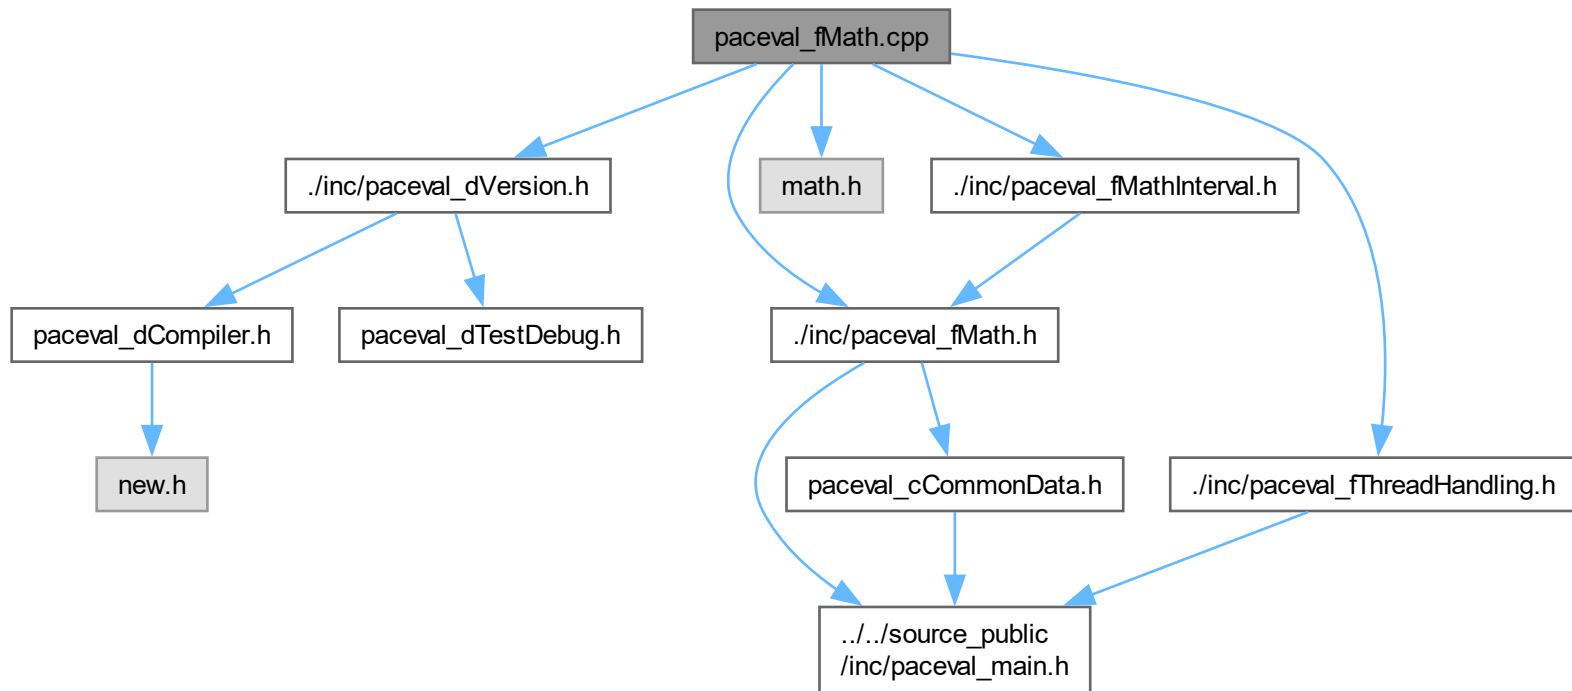 paceval_fMath.cpp
./inc/paceval_dVersion.h
math.h
./inc/paceval_fMathInterval.h
paceval_dCompiler.h
paceval_dTestDebug.h
./inc/paceval_fMath.h
new.h
paceval_cCommonData.h
./inc/paceval_fThreadHandling.h
../../source_public
/inc/paceval_main.h